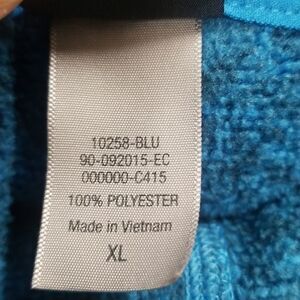 10258-BLU
90-092015-EC
000000-C415
100% POLYESTER
Made in Vietnam
XL